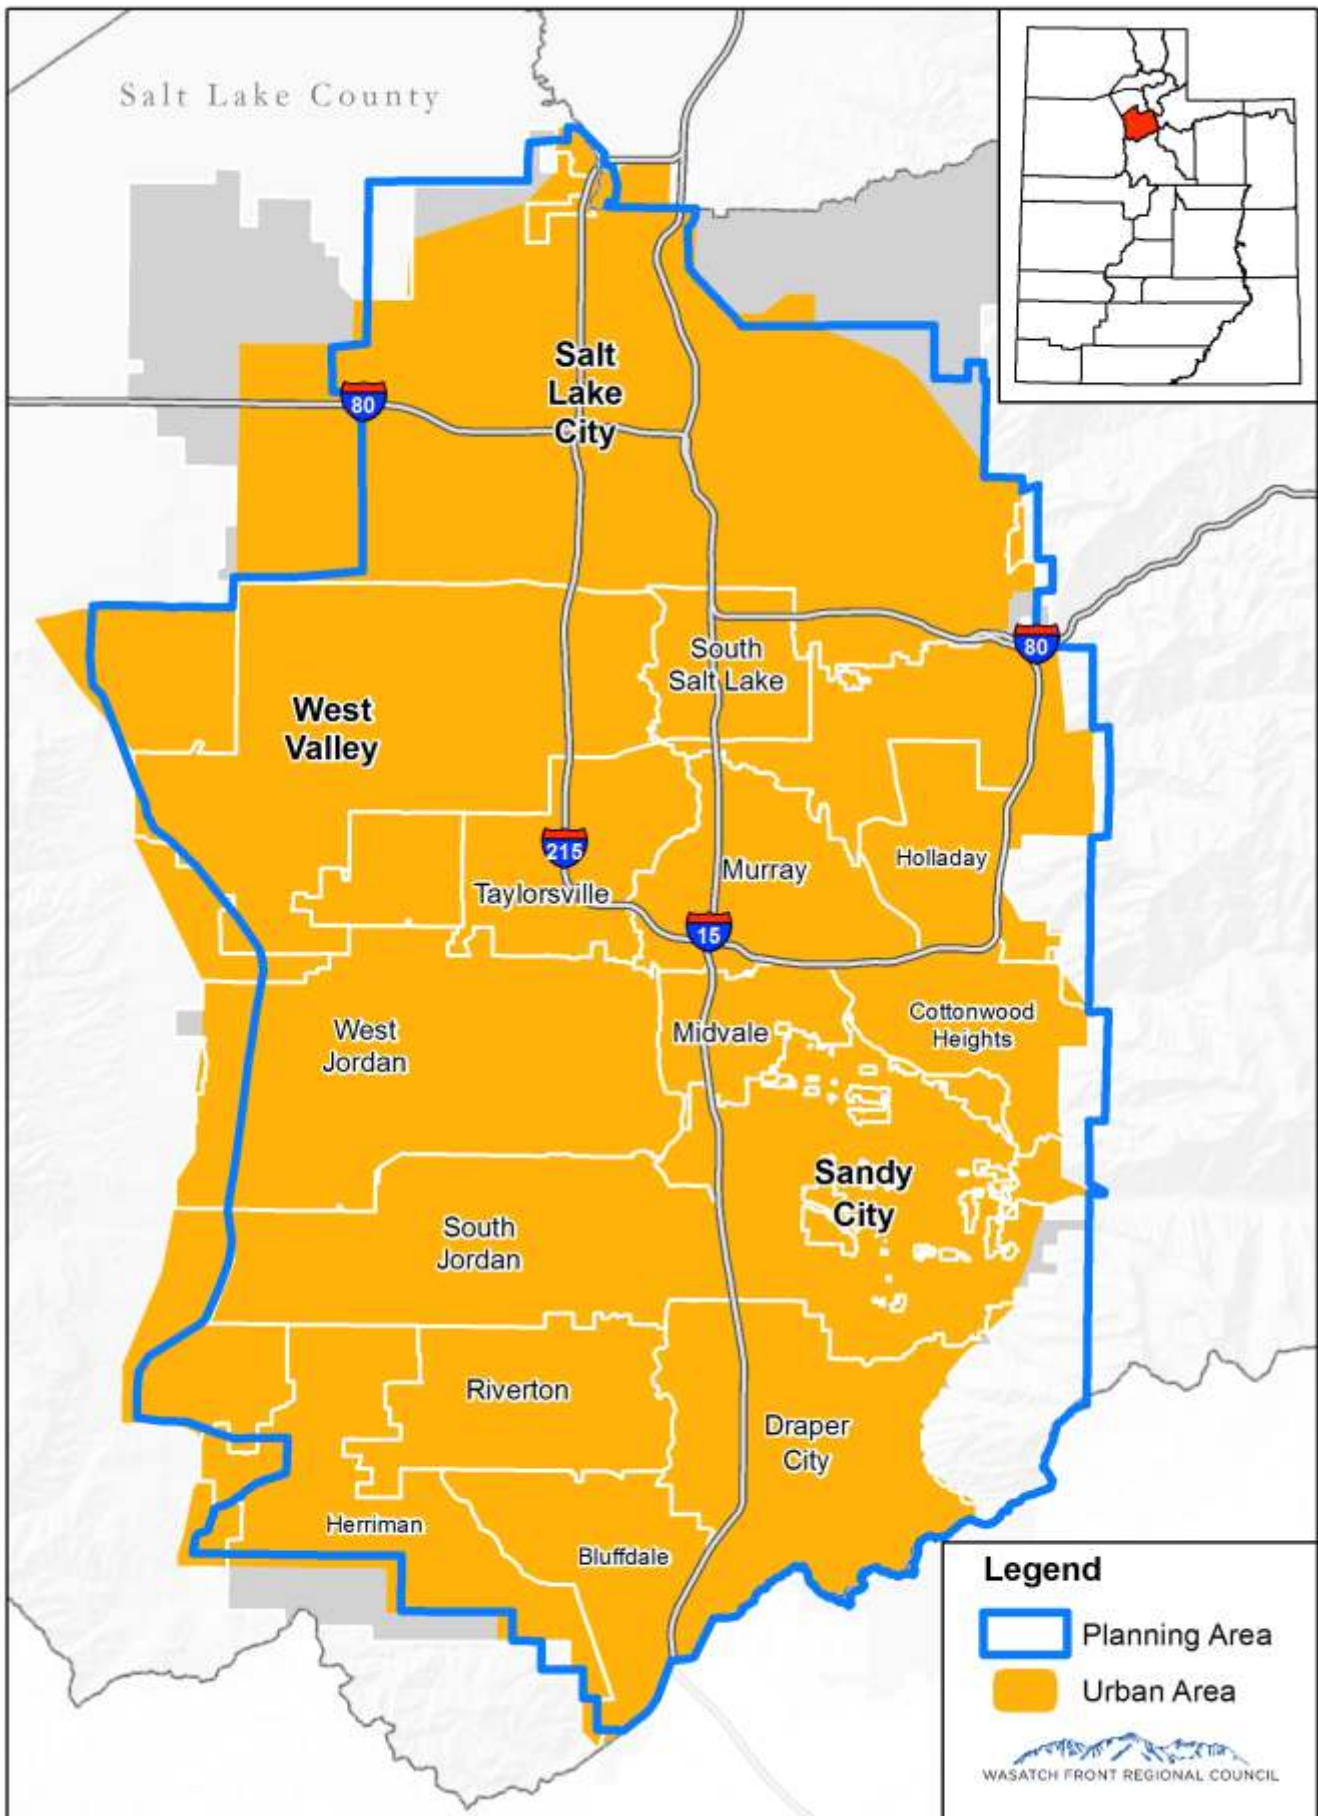 Salt Lake County
Salt
Lake
City
80
South
Salt Lake
80
West
Valley
215
Murray
Holladay
Taylorsville
15
West
Jordan
Midvale
Cottonwood
Heights
Sandy
City
South
Jordan
Riverton
Draper
City
Herriman
Bluffdale
Legend
Planning Area
Urban Area
WASATCH FRONT REGIONAL COUNCIL